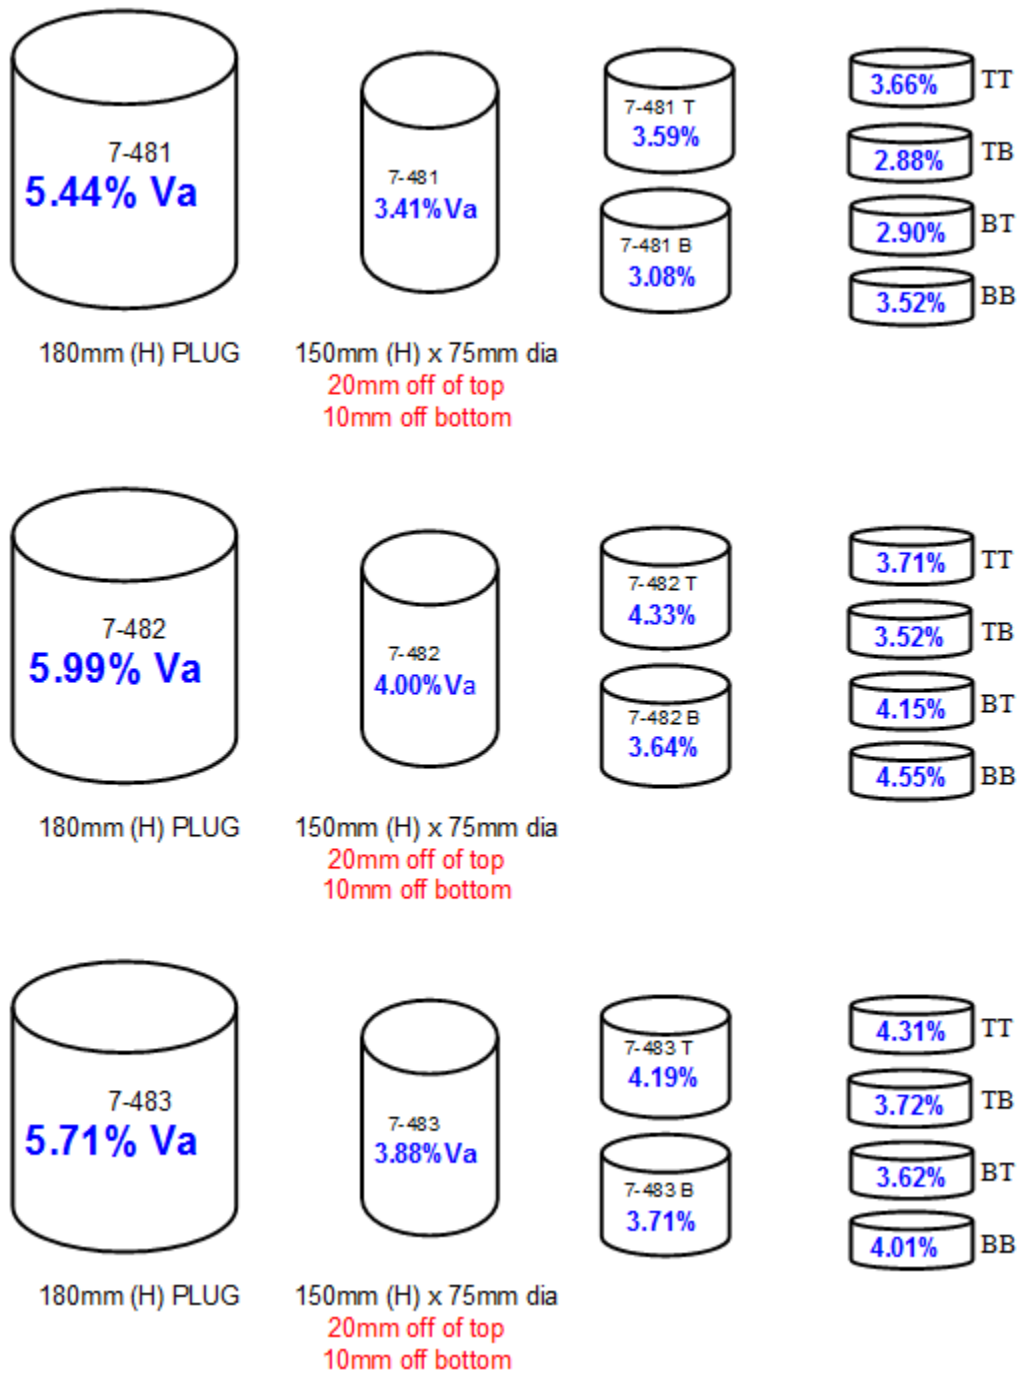 7-481
5.44% Va
7-481
3.41%Va
7-481 T
3.59%
7-481 B
3.08%
3.66% TT
2.88% TB
2.90% BT
3.52% BB
180mm (H) PLUG
150mm (H) x 75mm dia
20mm off of top
10mm off bottom
7-482
5.99% Va
7-482
4.00%Va
7-482 T
4.33%
7-482 B
3.64%
3.71% TT
3.52% TB
4.15% BT
4.55% BB
180mm (H) PLUG
150mm (H) x 75mm dia
20mm off of top
10mm off bottom
7-483
5.71% Va
7-483
3.88%Va
7-483 T
4.19%
7-483 B
3.71%
4.31% TT
3.72% TB
3.62% BT
4.01% BB
180mm (H) PLUG
150mm (H) x 75mm dia
20mm off of top
10mm off bottom